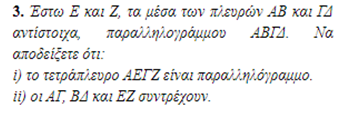 3. Έστω Ε και Ζ, τα μέσα των πλευρών ΑΒ και ΓΔ
αντίστοιχα, παραλληλογράμμου ΑΒΓΔ. Να
αποδείξετε ότι:
i) το τετράπλευρο ΑΕΓΖ είναι παραλληλόγραμμο.
ii) οι ΑΓ, ΒΔ και ΕΖ συντρέχουν.